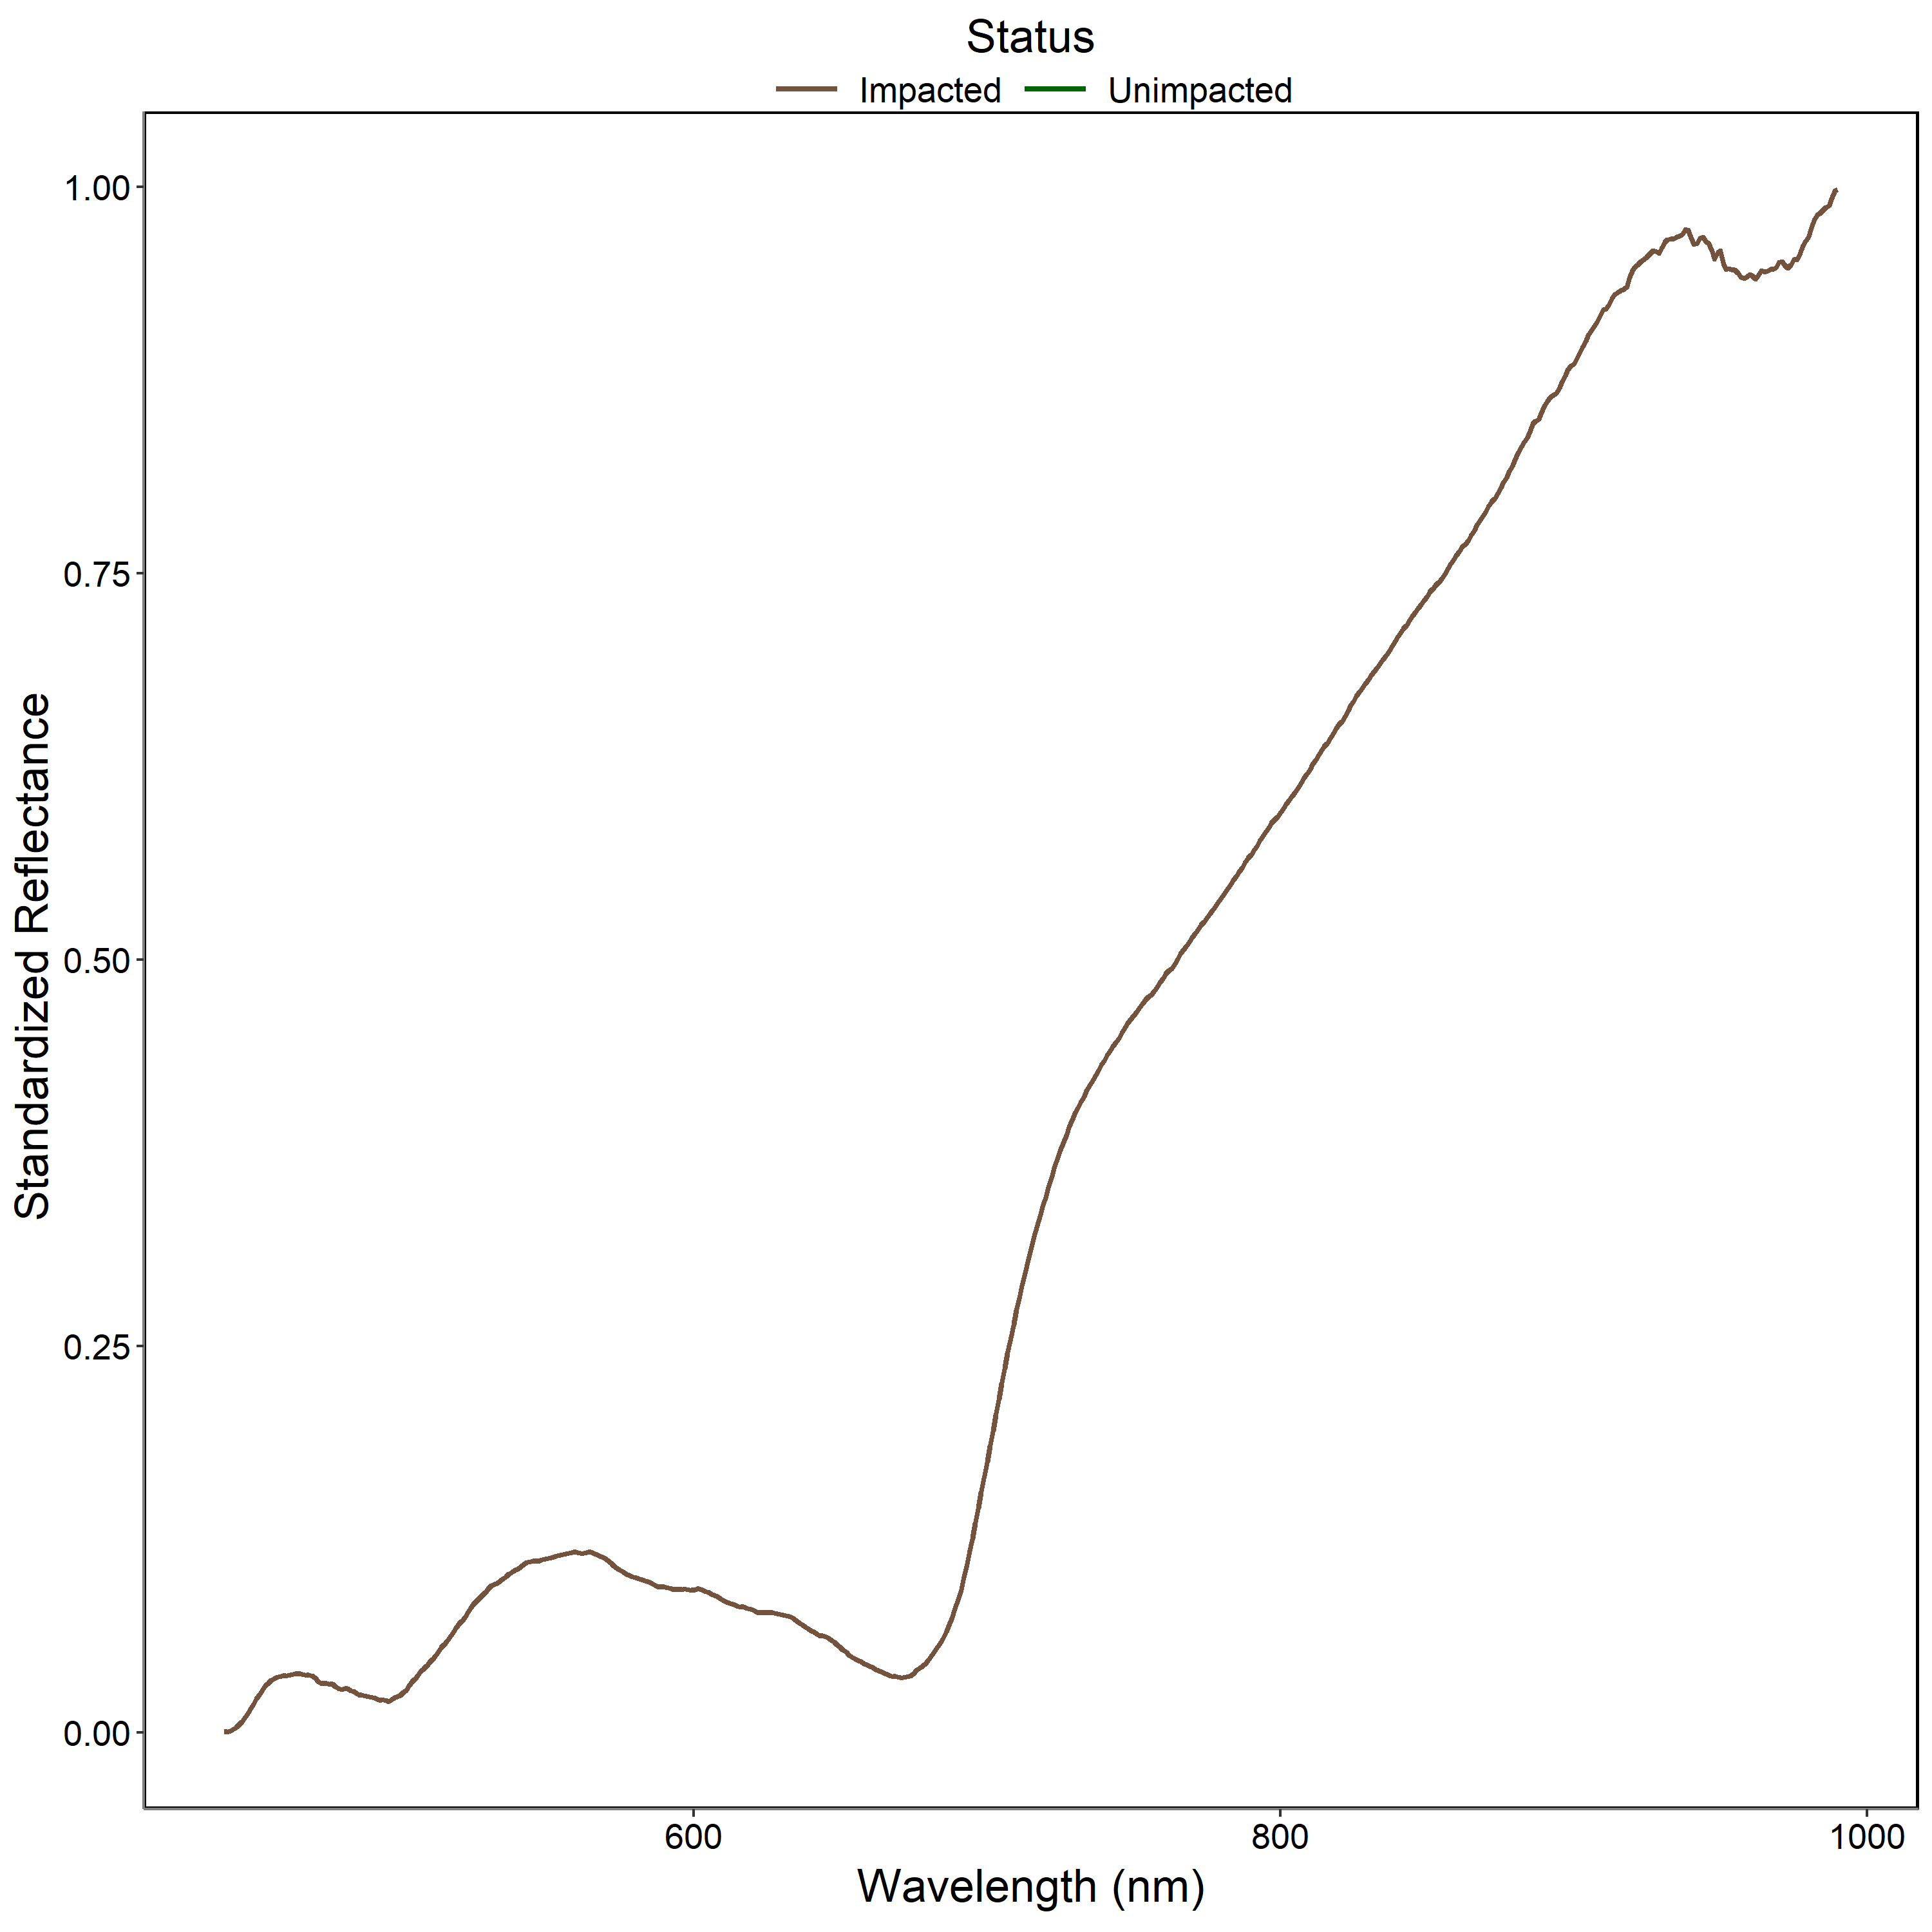 Status
Impacted Unimpacted
1.00
0.75
0.50
0.25
0.00
Standardized Reflectance
600 800 1000
Wavelength (nm)